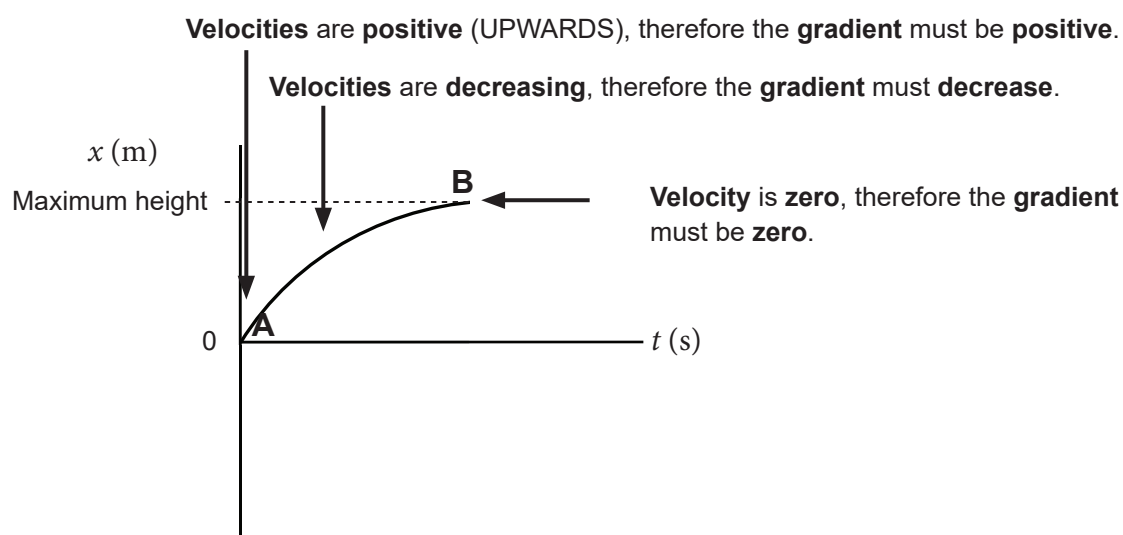 Velocities are positive (UPWARDS), therefore the gradient must be positive.
Velocities are decreasing, therefore the gradient must decrease.
x (m)
Maximum height
B
Velocity is zero, therefore the gradient
must be zero.
A
0
t (s)